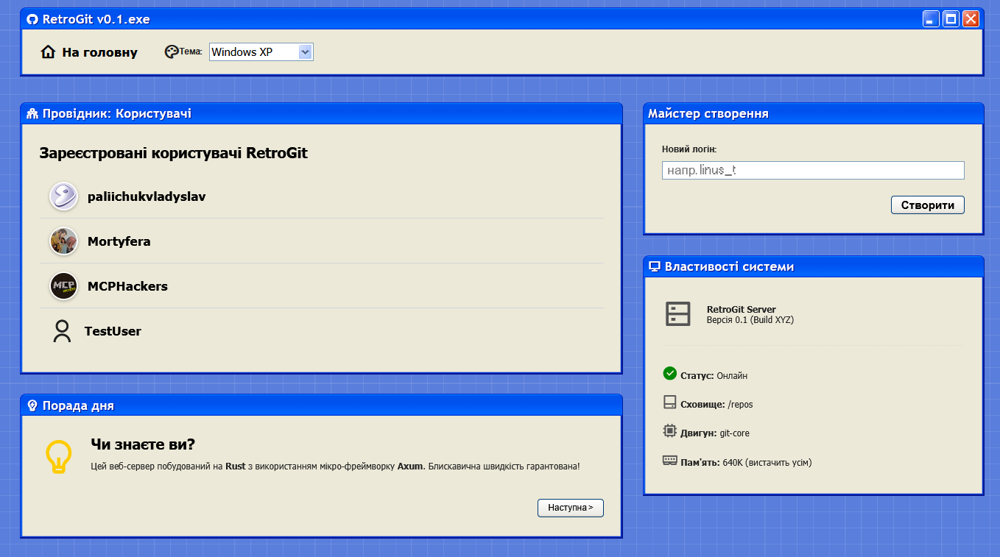 RetroGit v0.1.exe
На головну
Тема:
Windows XP
Провідник: Користувачі
Зареєстровані користувачі RetroGit
paliichukvladyslav
Mortyfera
MCP
MCPHackers
TestUser
Порада дня
Чи знаєте ви?
Цей веб-сервер побудований на Rust з використанням мікро-фреймворку Axum. Блискавична швидкість гарантована!
Наступна >
Майстер створення
Новий логін:
напр. linus_t
Створити
Властивості системи
RetroGit Server
Версія 0.1 (Build XYZ)
Статус: Онлайн
Сховище: /repos
Двигун: git-core
Пам'ять: 640K (вистачить усім)